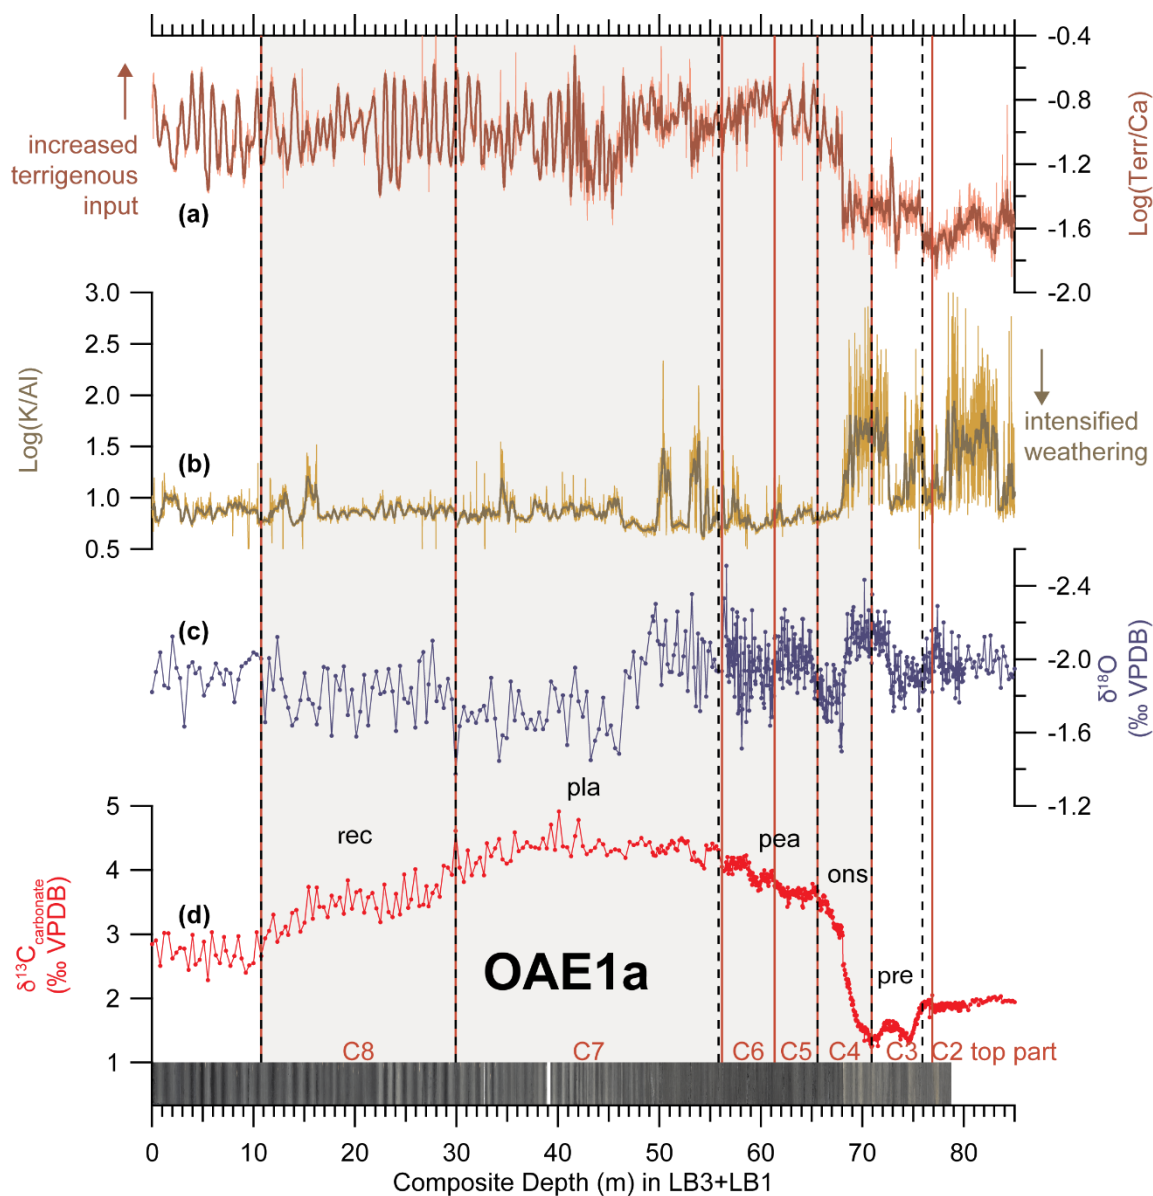 -0.4
-0.8
-1.2
-1.6
-2.0
Log(Terr/Ca)
increased
terrigenous
input
(a)
3.0
2.5
2.0
1.5
1.0
0.5
Log(K/Al)
(b)
intensified
weathering
-2.4
-2.0
-1.6
-1.2
δ¹⁸O
(‰ VPDB)
(c)
pla
rec
pea
ons
pre
5
4
3
2
1
δ¹³C carbonate
(‰ VPDB)
(d)
OAE1a
C8 C7 C6 C5 C4 C3 C2 top part
0 10 20 30 40 50 60 70 80
Composite Depth (m) in LB3+LB1